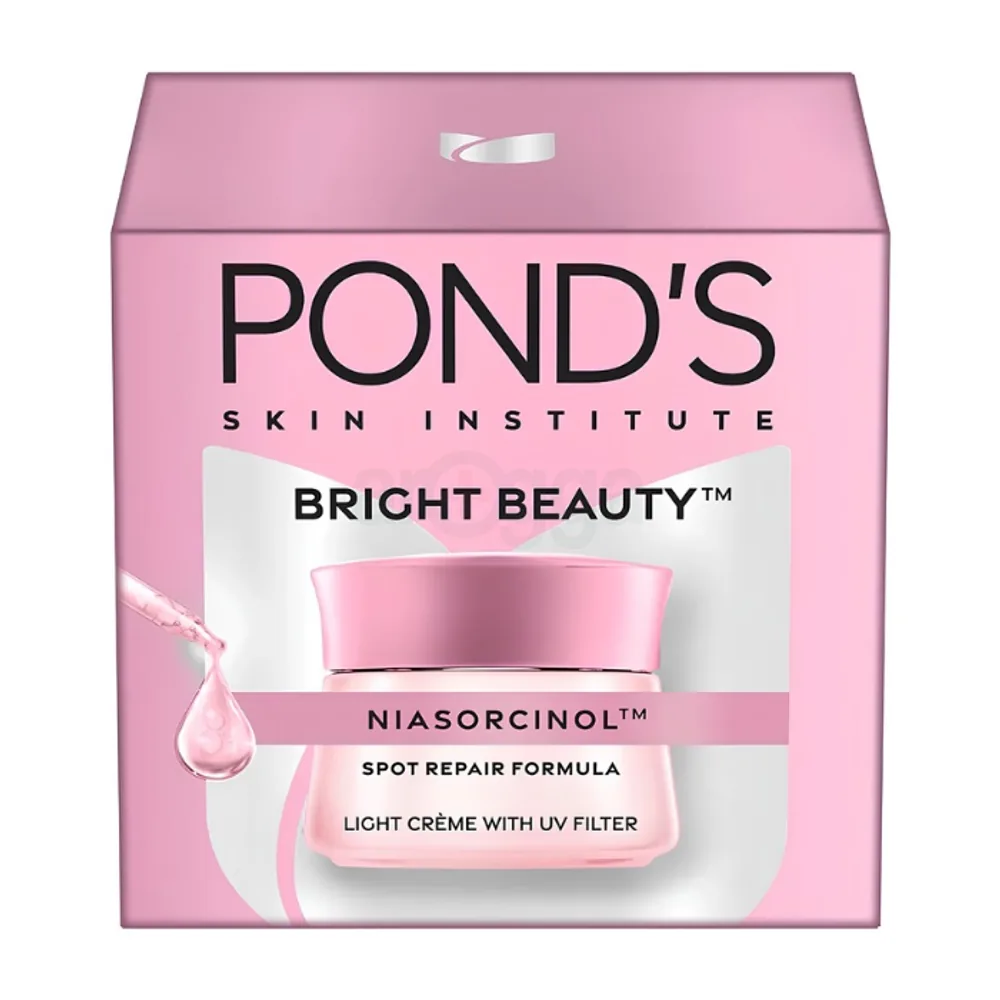 POND'S
SKIN INSTITUTE
BRIGHT BEAUTY™
NIASORCINOL™
SPOT REPAIR FORMULA
LIGHT CRÈME WITH UV FILTER